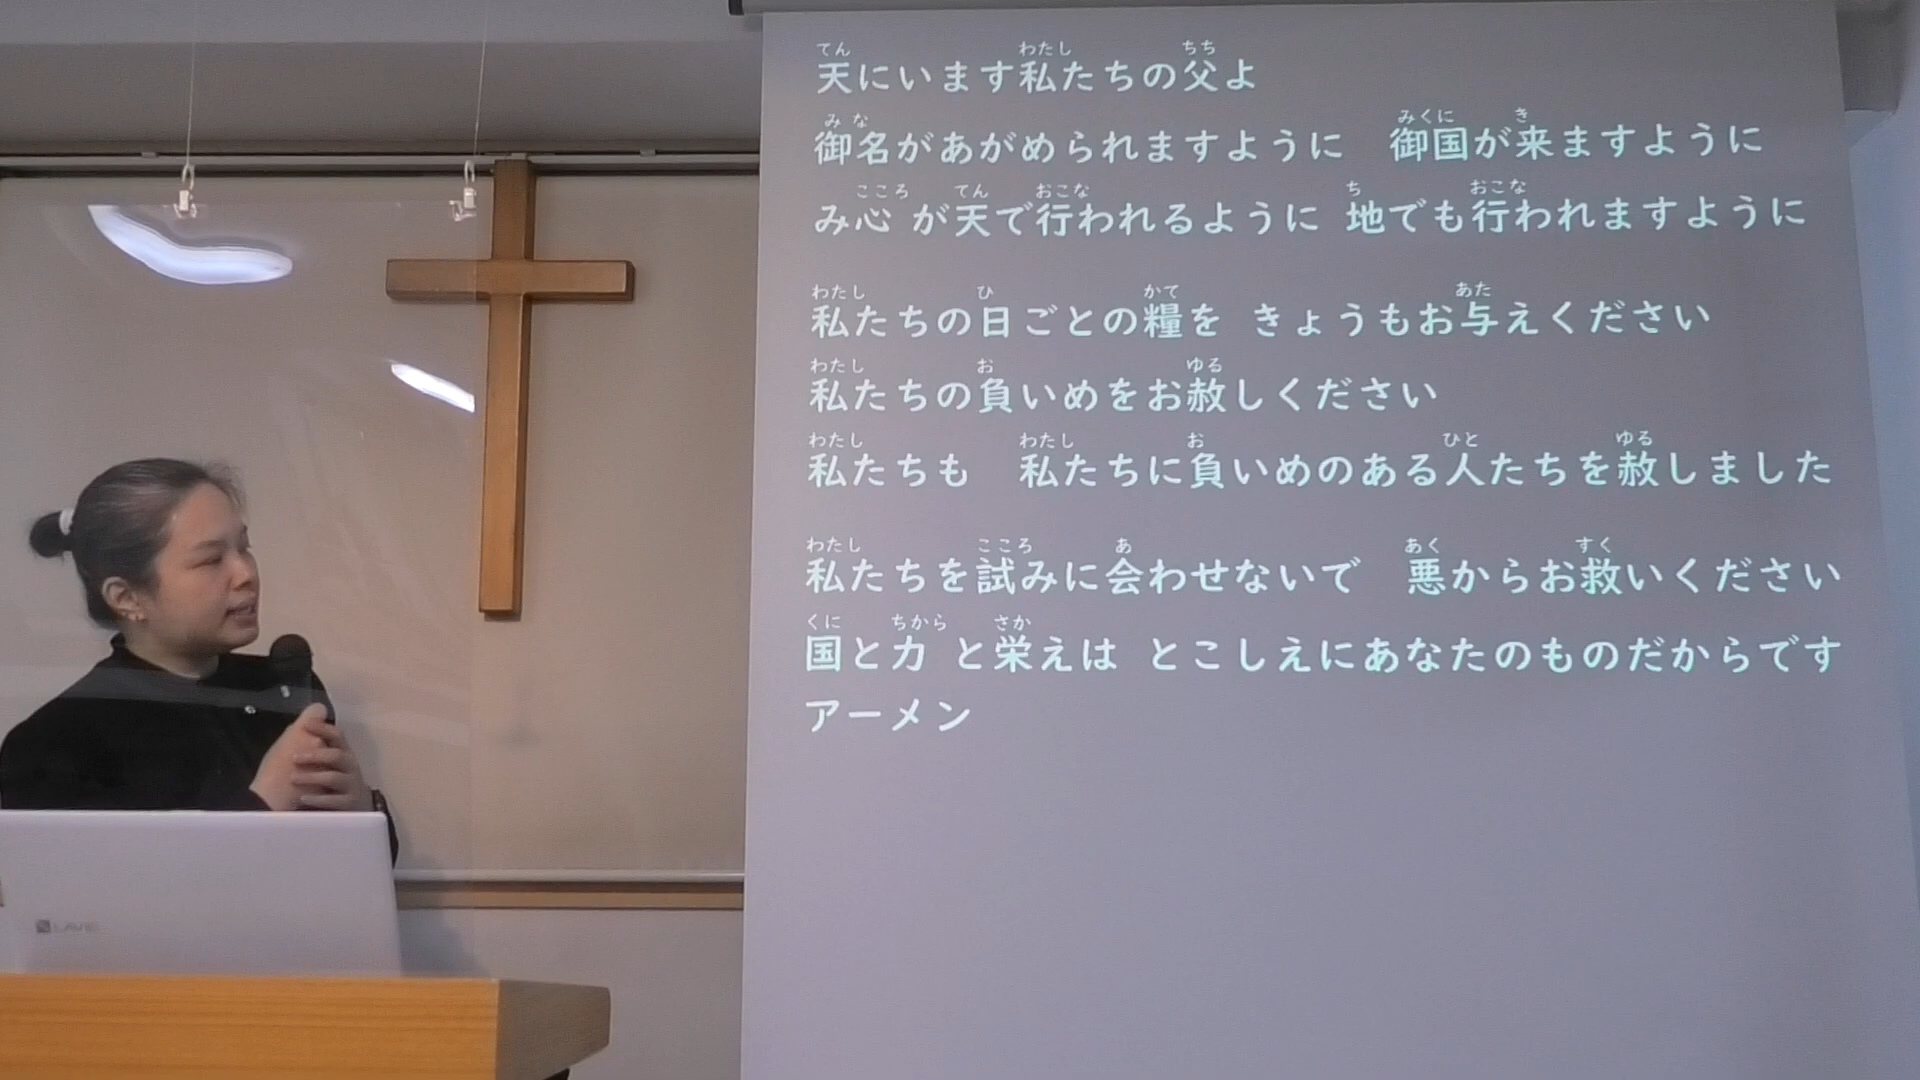 天にいます私たちの父よ
御名があがめられますように 御国が来ますように
み心が天で行われるように 地でも行われますように
私たちの日ごとの糧を きょうもお与えください
私たちの負いめをお赦しください
私たちも 私たちに負いめのある人たちを赦しました
私たちを試みに会わせないで 悪からお救いください
国と力と栄えは とこしえにあなたのものだからです
アーメン
LAVIE